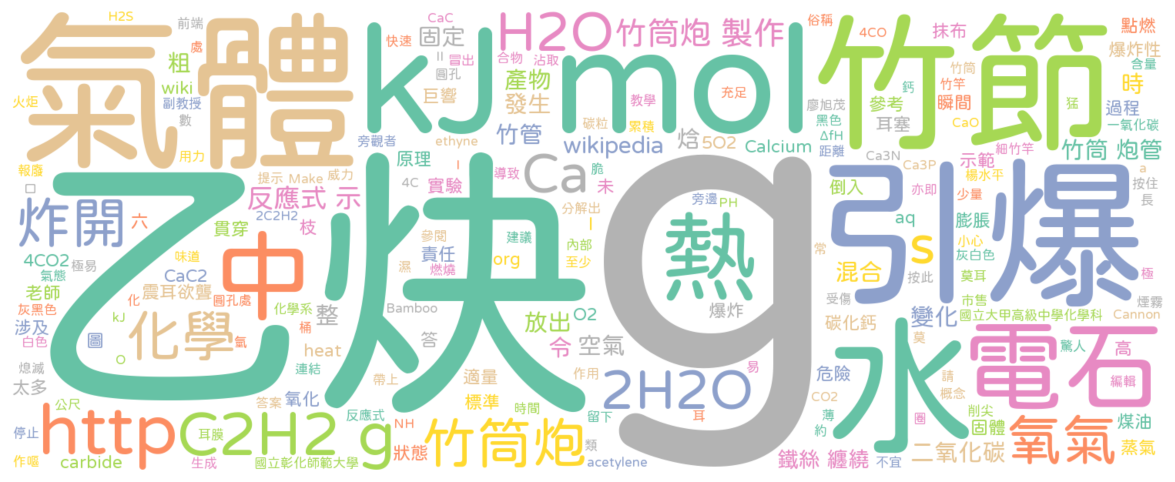 H2S
前端
處
氣體
火炬
副教授
數
用力
報廢
粗
wiki
kJ mol
CaC
II
合物
沾取
快速
固定
冒出
圓孔
巨響
旁觀者
H2O
竹筒炮 製作
產物
發生
教學
充足
碳粒
累積
竹管
ethyne
wikipedia
焓
5O2
Calcium
俗稱
4CO
抹布
點燃
爆炸性
含量
竹節
竹筒
竹竿
鈣
猛
時
廖旭茂
參考
瞬間
過程
黑色
耳塞
CaO
一氧化碳
ΔfH
距離
Ca3N
Ca3P
細竹竿
竹筒 炮管
示範
楊水平
a
按住
長
倒入
亦即
少量
原理
提示
Make
威力
l
脆
4C
實驗
導致
未
Ca
分解出
旁邊
PH
乙炔
g
熱
爆炸
引爆
炸開
六
反應式 示
2C2H2
枝
貫穿
參閱
建議
l
內部
至少
責任
燃燒
濕
org
中
味道
4CO2
極易
氣態
CaC2
老師
震耳欲聾
圓孔處
灰黑色
化
涉及
白色
kJ
圖
桶
氫
O
化學
化學系
連結
整
Bamboo
答
放出
O2
令
空氣
heat
熄滅
太多
帶上
適量
作用
易
標準
2H2O
aq
s
膨脹
常
小心
灰白色
混合
按此
莫耳
極
受傷
市售
煙霧
國立大甲高級中學化學科
Cannon
碳化鈣
變化
莫
驚人
水
電石
高
編輯
危險
請
概念
CO2
薄
約
圈
削尖
固體
煤油
氧氣
蒸氣
二氧化碳
不宜
鐵絲 纏繞
http
公尺
停止
作嘔
carbide
C2H2 g
耳膜
生成
答案
氧化
反應式
時間
留下
耳
NH
狀態
國立彰化師範大學
竹筒炮
類
acetylene